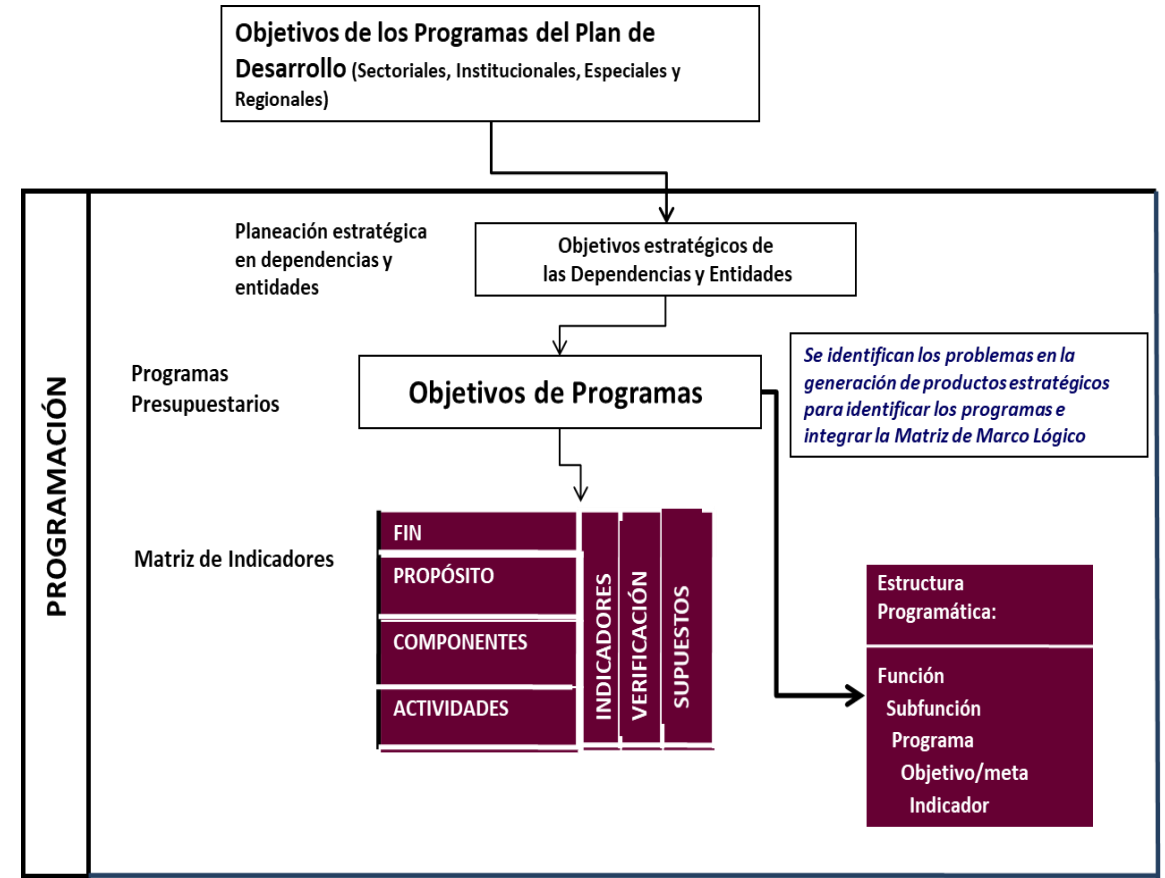 Objetivos de los Programas del Plan de
Desarrollo (Sectoriales, Institucionales, Especiales y
Regionales)
PROGRAMACIÓN
Planeación estratégica
en dependencias y
entidades
Objetivos estratégicos de
las Dependencias y Entidades
Programas
Presupuestarios
Objetivos de Programas
Se identifican los problemas en la
generación de productos estratégicos
para identificar los programas e
integrar la Matriz de Marco Lógico
Matriz de Indicadores
FIN
PROPÓSITO
COMPONENTES
ACTIVIDADES
INDICADORES
VERIFICACIÓN
SUPUESTOS
Estructura
Programática:
Función
Subfunción
Programa
Objetivo/meta
Indicador